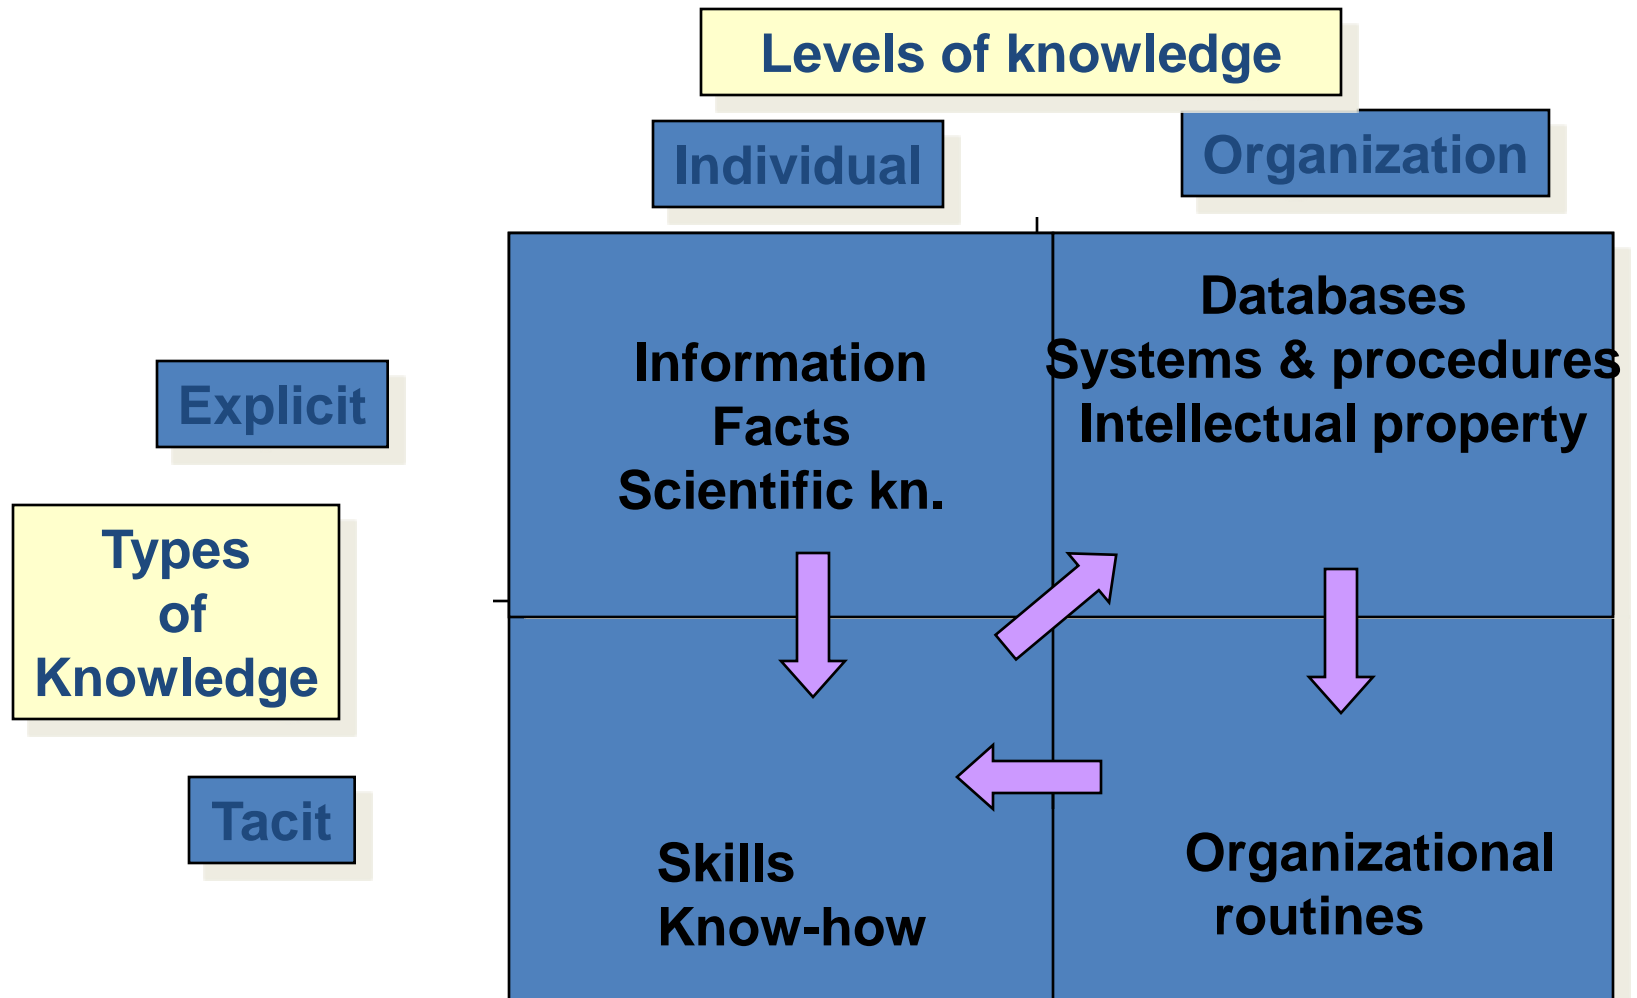 Levels of knowledge
Individual
Organization
Explicit
Information
Facts
Scientific kn.
Databases
Systems & procedures
Intellectual property
Types
of
Knowledge
Tacit
Skills
Know-how
Organizational
routines